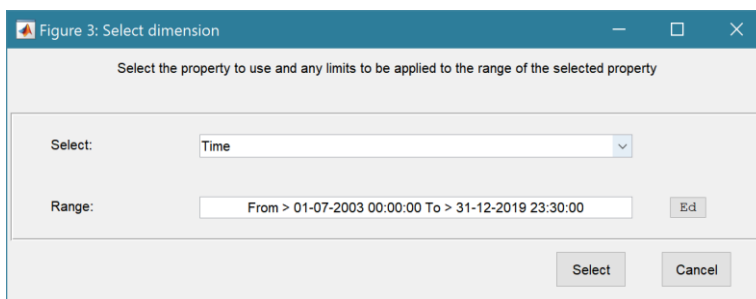 Figure 3: Select dimension
Select the property to use and any limits to be applied to the range of the selected property
Select: Time
Range: From > 01-07-2003 00:00:00 To > 31-12-2019 23:30:00 Ed
Select Cancel